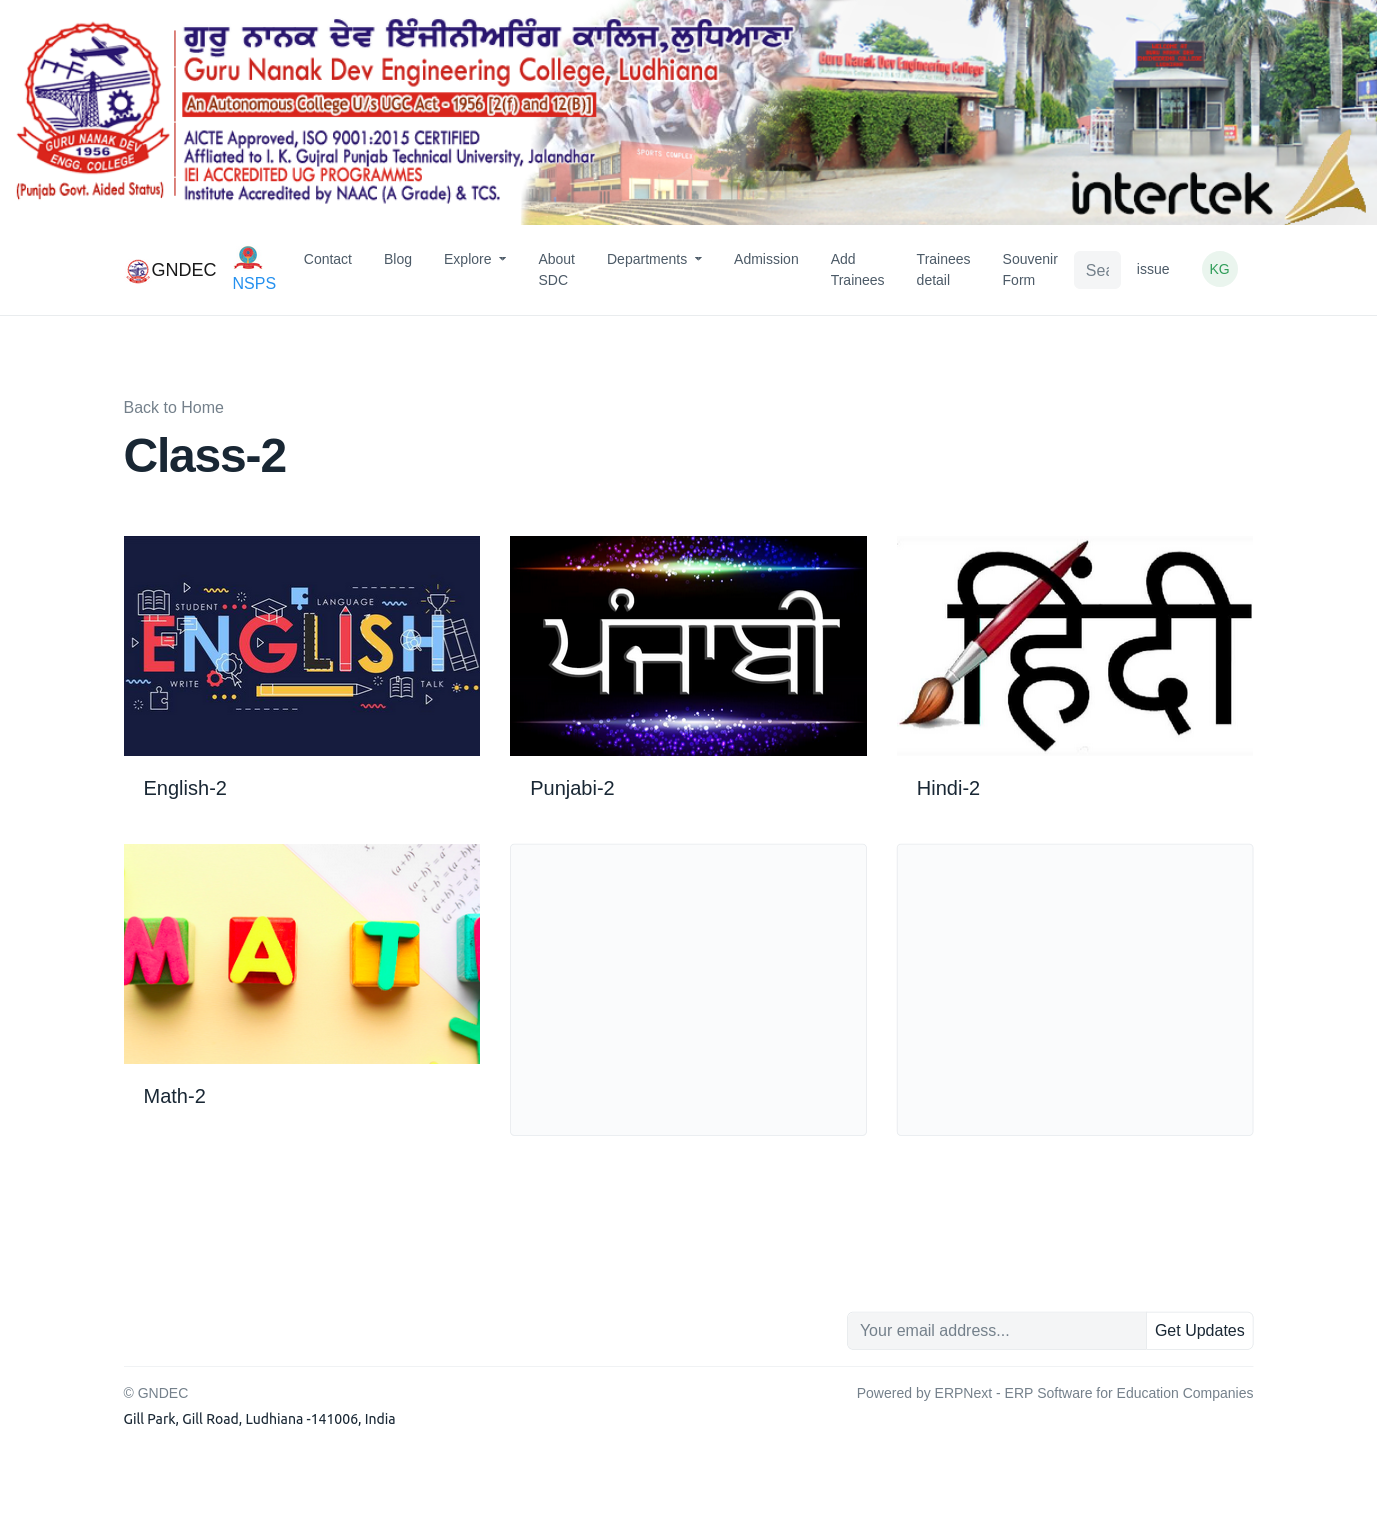 ਗੁਰੂ ਨਾਨਕ ਦੇਵ ਇੰਜੀਨੀਅਰਿੰਗ ਕਾਲਿਜ,ਲੁਧਿਆਣਾ
Guru Nanak Dev Engineering College, Ludhiana
An Autonomous College U/s UGC Act - 1956 [2(f) and 12(B)]
AICTE Approved, ISO 9001:2015 CERTIFIED
Affliated to I. K. Gujral Punjab Technical University, Jalandhar
IEI ACCREDITED UG PROGRAMMES
Institute Accredited by NAAC (A Grade) & TCS.
GURU NANAK DEV
1956
ENGG. COLLEGE
(Punjab Govt. Aided Status)
SPORTS COMPLEX
Guru Nanak Dev Engineering College
intertek
GNDEC
NSPS
Contact
Blog
Explore
About
SDC
Departments
Admission
Add
Trainees
Trainees
detail
Souvenir
Form
Sea
issue
KG
Back to Home
Class-2
STUDENT
LANGUAGE
ENGLISH
WRITE
TALK
ਪੰਜਾਬੀ
हिंदी
English-2
Punjabi-2
Hindi-2
M A T
Math-2
Your email address...
Get Updates
© GNDEC
Powered by ERPNext - ERP Software for Education Companies
Gill Park, Gill Road, Ludhiana -141006, India